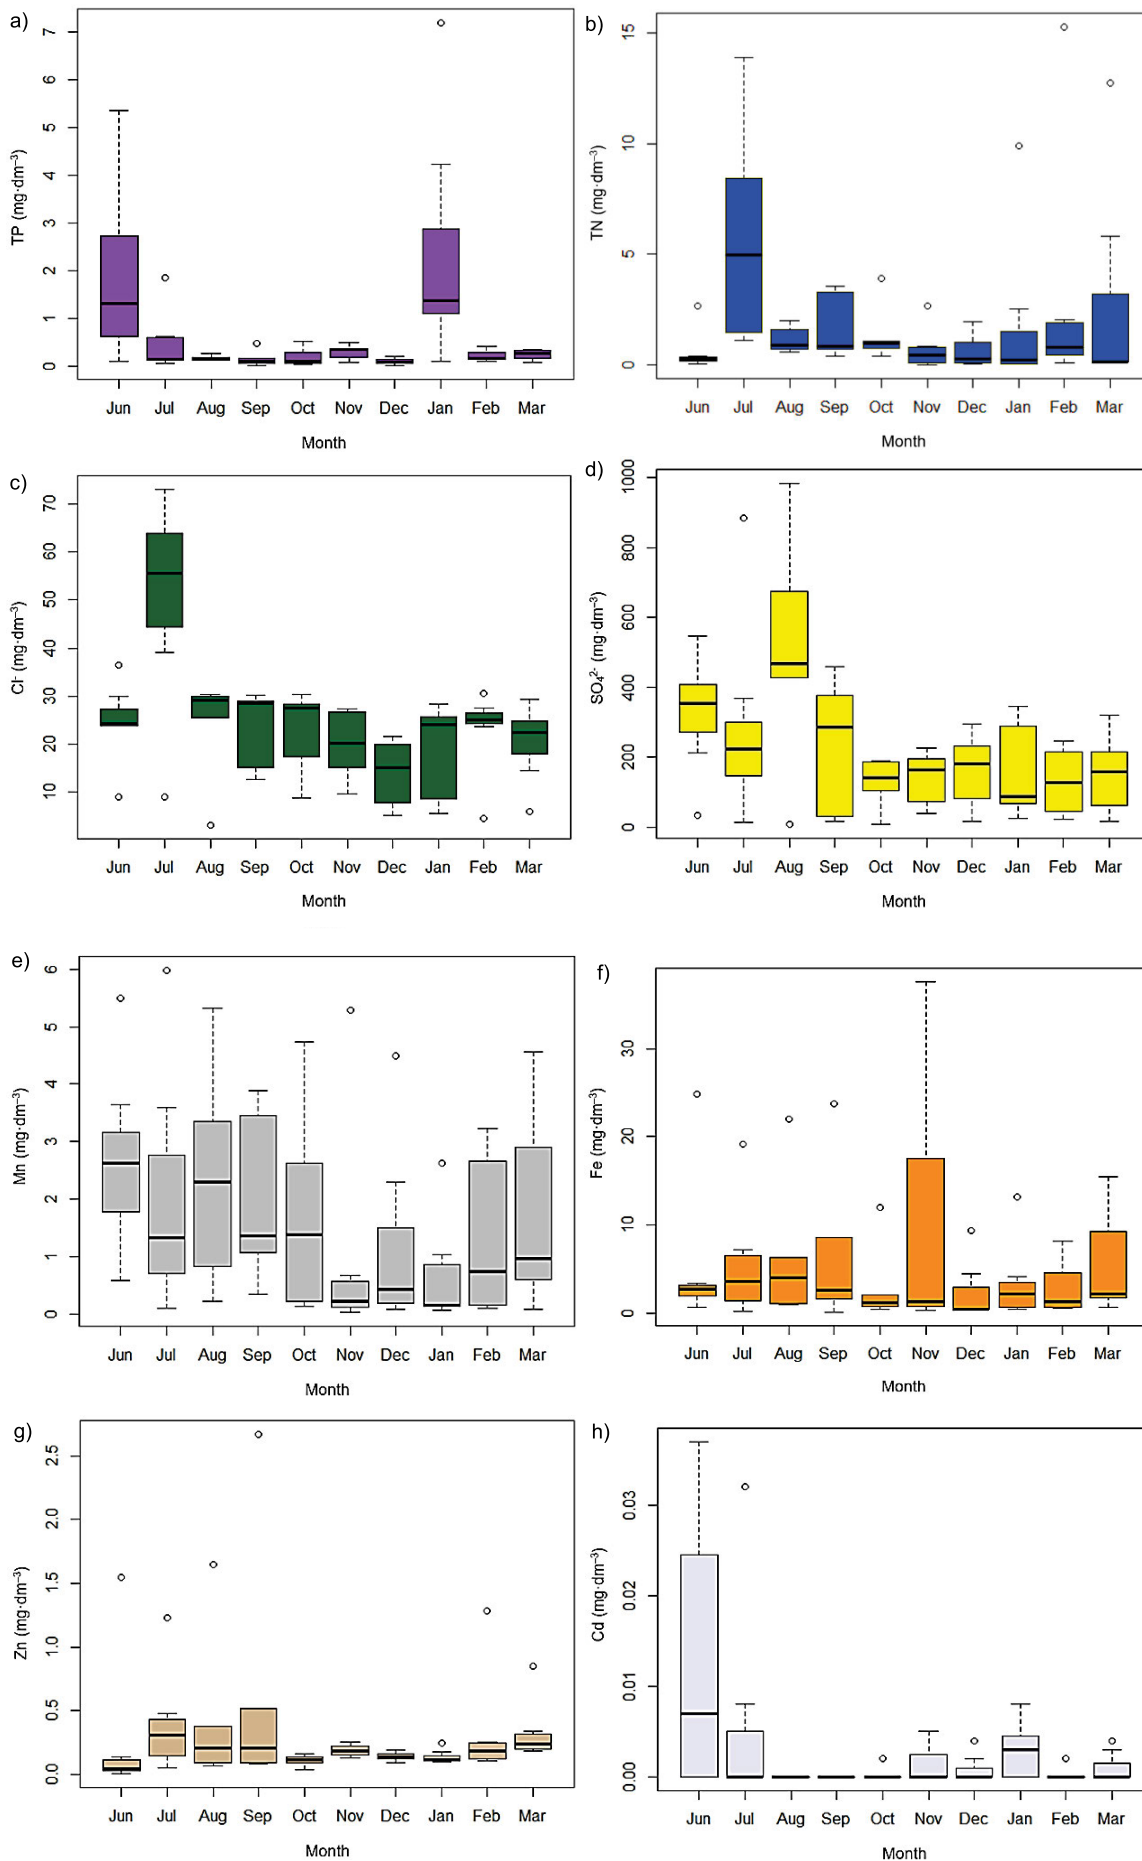 a)
TP (mg·dm⁻³)
7
6
5
4
3
2
1
0
Jun Jul Aug Sep Oct Nov Dec Jan Feb Mar
Month
b)
TN (mg·dm⁻³)
15
10
5
0
Jun Jul Aug Sep Oct Nov Dec Jan Feb Mar
Month
c)
Cl⁻ (mg·dm⁻³)
70
60
50
40
30
20
10
Jun Jul Aug Sep Oct Nov Dec Jan Feb Mar
Month
d)
SO₄²⁻ (mg·dm⁻³)
1000
800
600
400
200
0
Jun Jul Aug Sep Oct Nov Dec Jan Feb Mar
Month
e)
Mn (mg·dm⁻³)
6
5
4
3
2
1
0
Jun Jul Aug Sep Oct Nov Dec Jan Feb Mar
Month
f)
Fe (mg·dm⁻³)
30
20
10
0
Jun Jul Aug Sep Oct Nov Dec Jan Feb Mar
Month
g)
Zn (mg·dm⁻³)
2.5
2.0
1.5
1.0
0.5
0.0
Jun Jul Aug Sep Oct Nov Dec Jan Feb Mar
Month
h)
Cd (mg·dm⁻³)
0.03
0.02
0.01
0.00
Jun Jul Aug Sep Oct Nov Dec Jan Feb Mar
Month